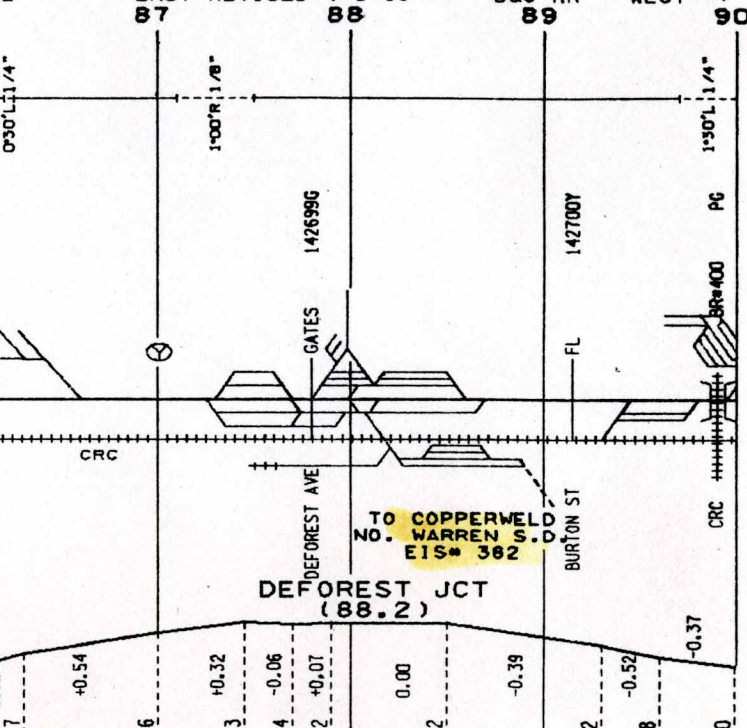 87
88
89
90
0°30'L 1 1/4"
1°00'R 1/8"
142699G
142700Y
1°30'L 1 1/4"
PG
BR#400
Y
GATES
FL
CRC
DEFOREST AVE
BURTON ST
CRC
TO COPPERWELD
NO. WARREN S.D.
EIS# 362
DEFOREST JCT
(88.2)
+0.54
+0.32
-0.06
+0.07
0.00
-0.39
-0.52
-0.37